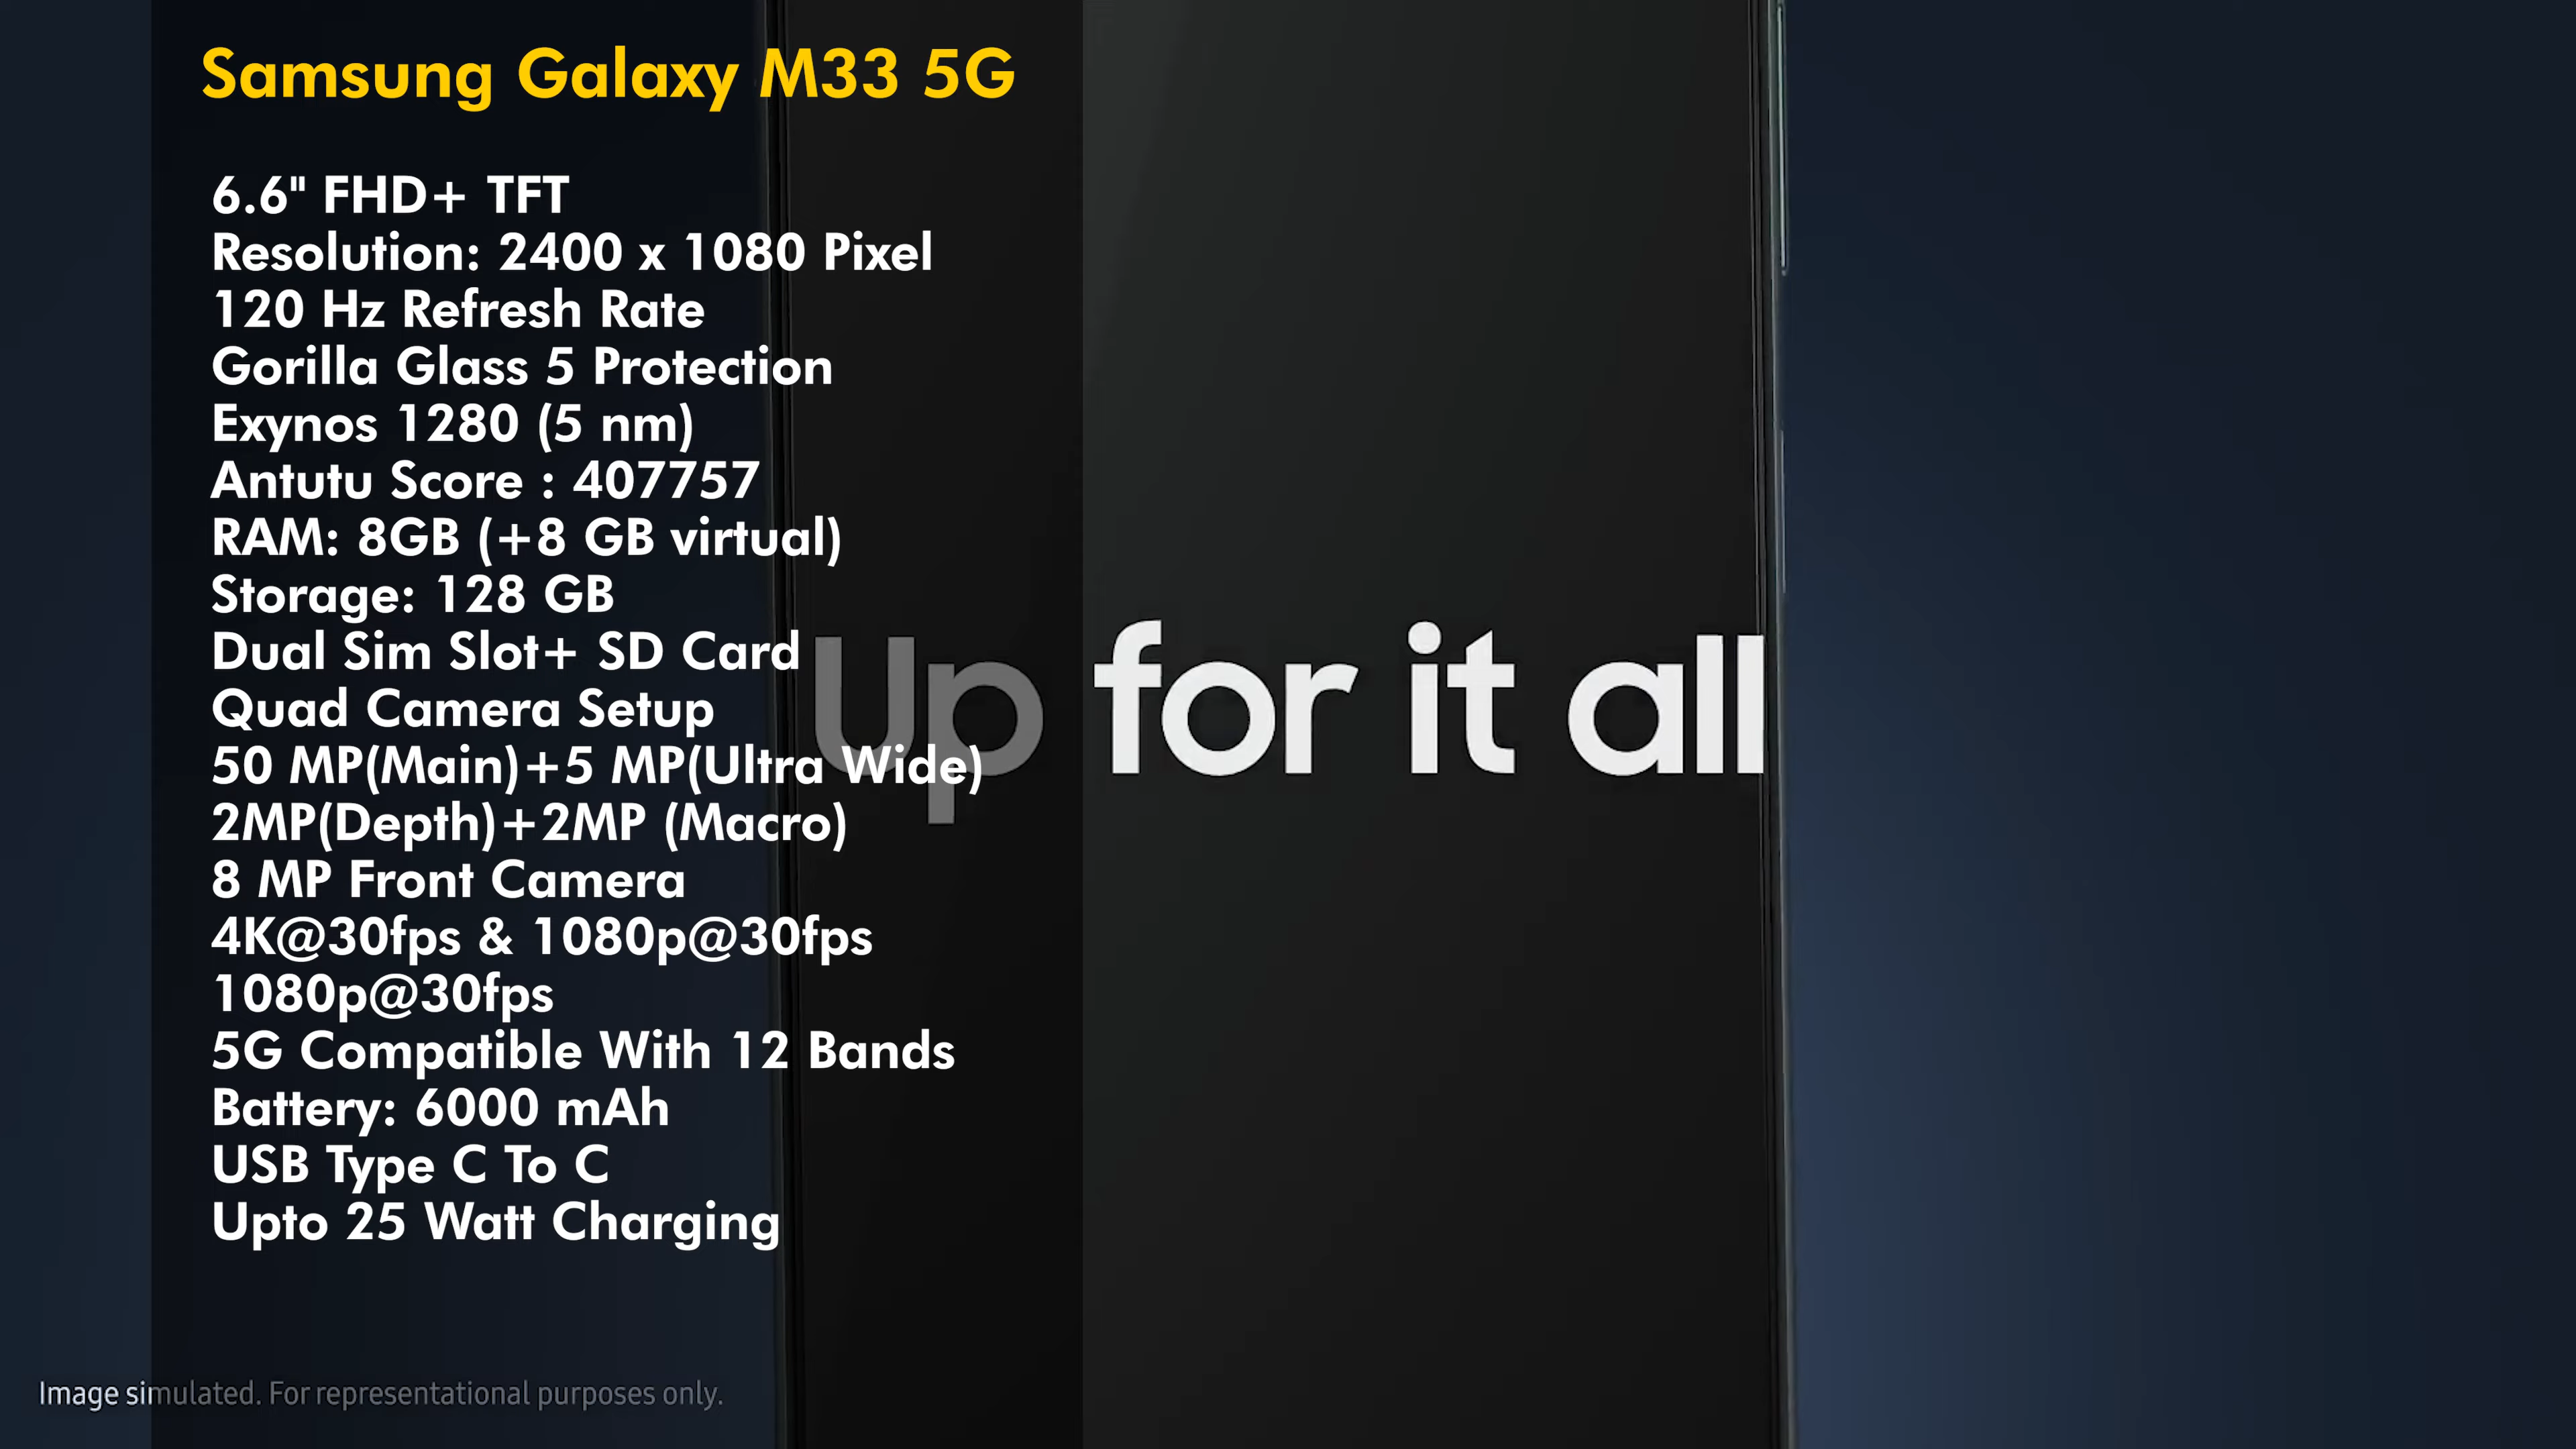 Samsung Galaxy M33 5G
6.6" FHD+ TFT
Resolution: 2400 x 1080 Pixel
120 Hz Refresh Rate
Gorilla Glass 5 Protection
Exynos 1280 (5 nm)
Antutu Score : 407757
RAM: 8GB (+8 GB virtual)
Storage: 128 GB
Dual Sim Slot+ SD Card
Quad Camera Setup
50 MP(Main)+5 MP(Ultra Wide)
2MP(Depth)+2MP (Macro)
8 MP Front Camera
4K@30fps & 1080p@30fps
1080p@30fps
5G Compatible With 12 Bands
Battery: 6000 mAh
USB Type C To C
Upto 25 Watt Charging
Up for it all
Image simulated. For representational purposes only.